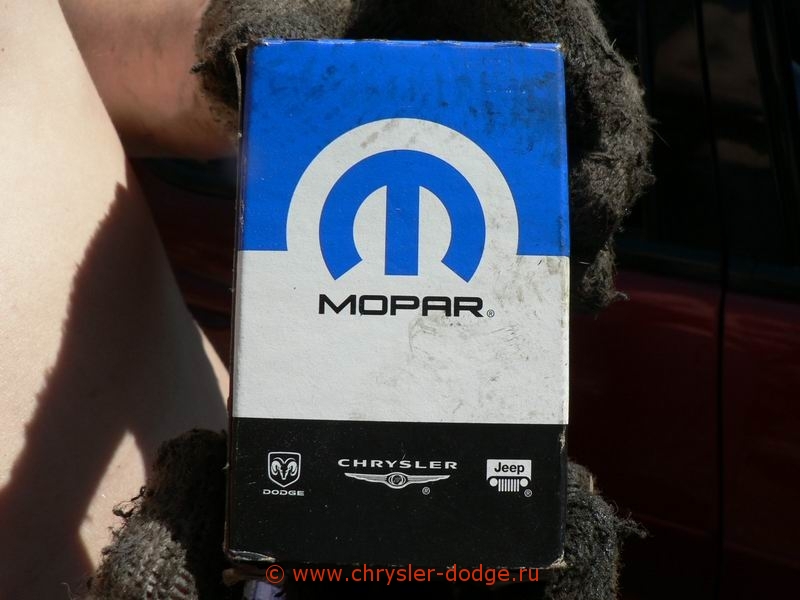 MOPAR®
DODGE
CHRYSLER
®
Jeep
®
© www.chrysler-dodge.ru